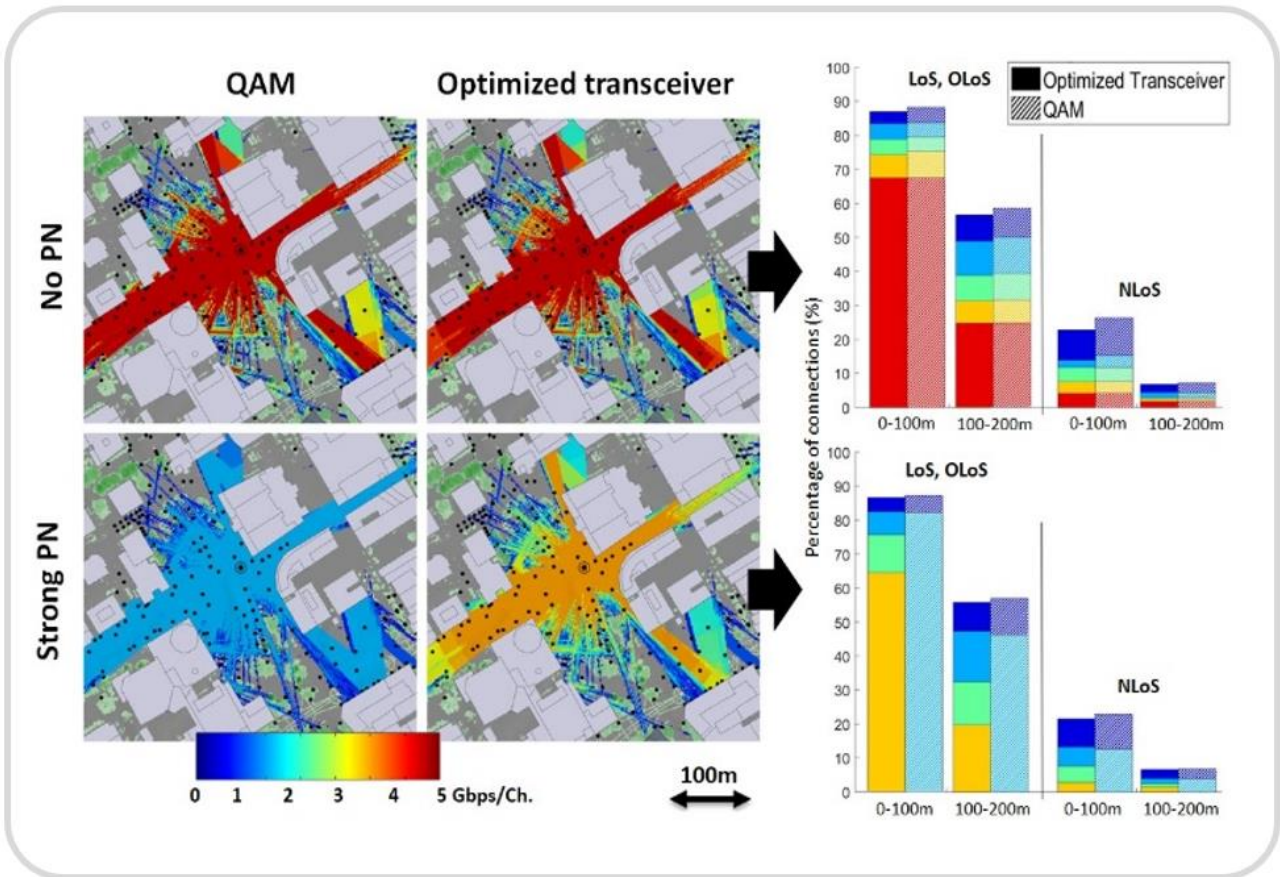 QAM
Optimized transceiver
No PN
Strong PN
0 1 2 3 4 5 Gbps/Ch.
100m
Percentage of connections (%)
100
90
80
70
60
50
40
30
20
10
0
LoS, OLoS
Optimized Transceiver
QAM
NLoS
0-100m 100-200m 0-100m 100-200m
100
90
80
70
60
50
40
30
20
10
0
LoS, OLoS
NLoS
0-100m 100-200m 0-100m 100-200m